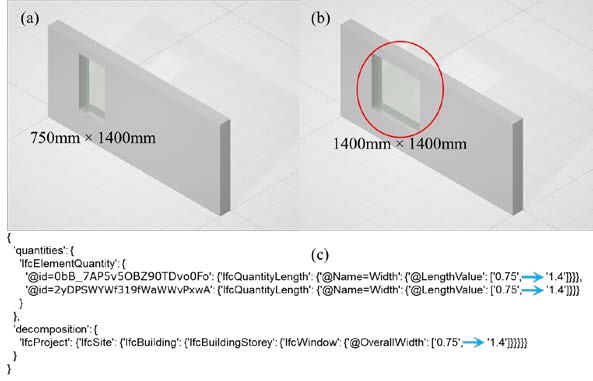 (a)
(b)
750mm × 1400mm
1400mm × 1400mm
(c)
{
'quantities': {
'IfcElementQuantity': {
'@id=0bB_7AP5v5OBZ90TDvo0Fo': {'IfcQuantityLength': {'@Name=Width': {'@LengthValue': ['0.75', → '1.4']}}},
'@id=2yDPSWYWf319fWaWWvPxwA': {'IfcQuantityLength': {'@Name=Width': {'@LengthValue': ['0.75', → '1.4']}}}
}
},
'decomposition': {
'IfcProject': {'IfcSite': {'IfcBuilding': {'IfcBuildingStorey': {'IfcWindow': {'@OverallWidth': ['0.75', → '1.4']}}}}}
}
}